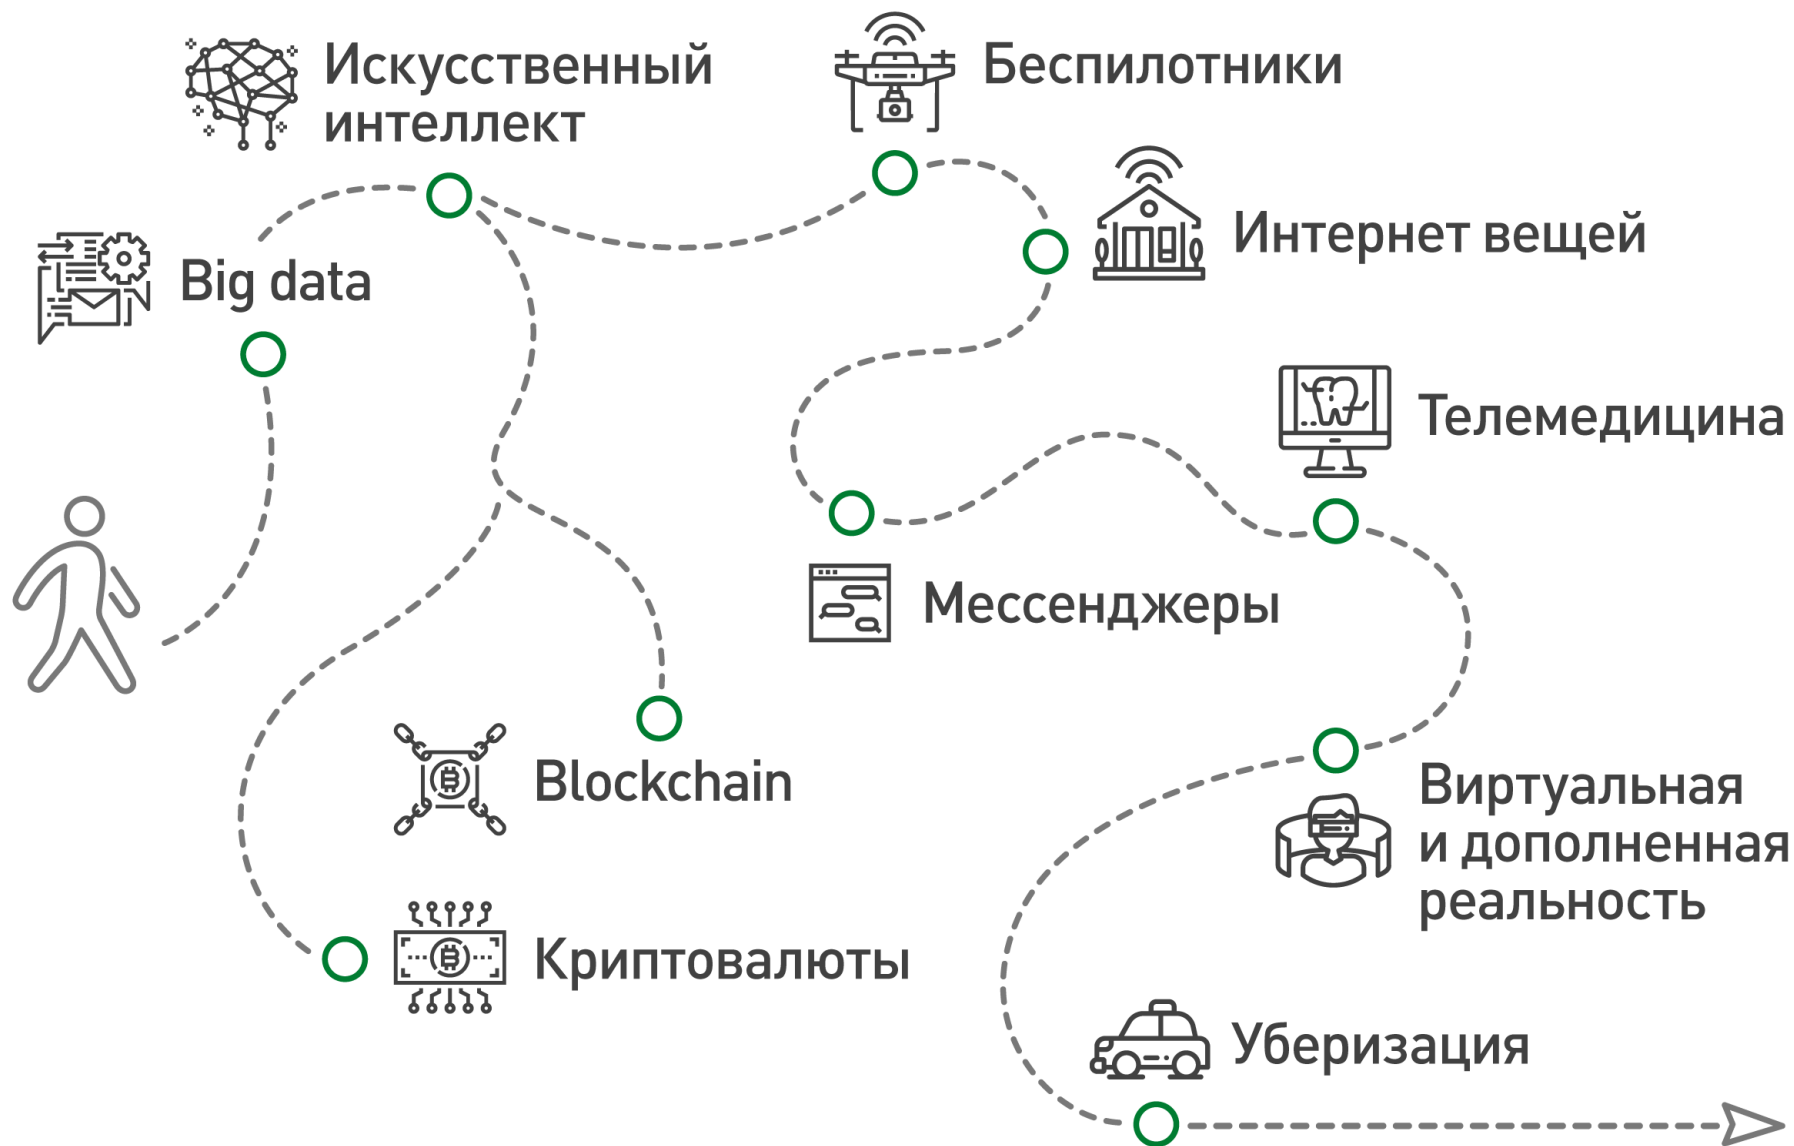 Искусственный
интеллект
Беспилотники
Интернет вещей
Big data
Телемедицина
Мессенджеры
Blockchain
Виртуальная
и дополненная
реальность
Криптовалюты
Уберизация